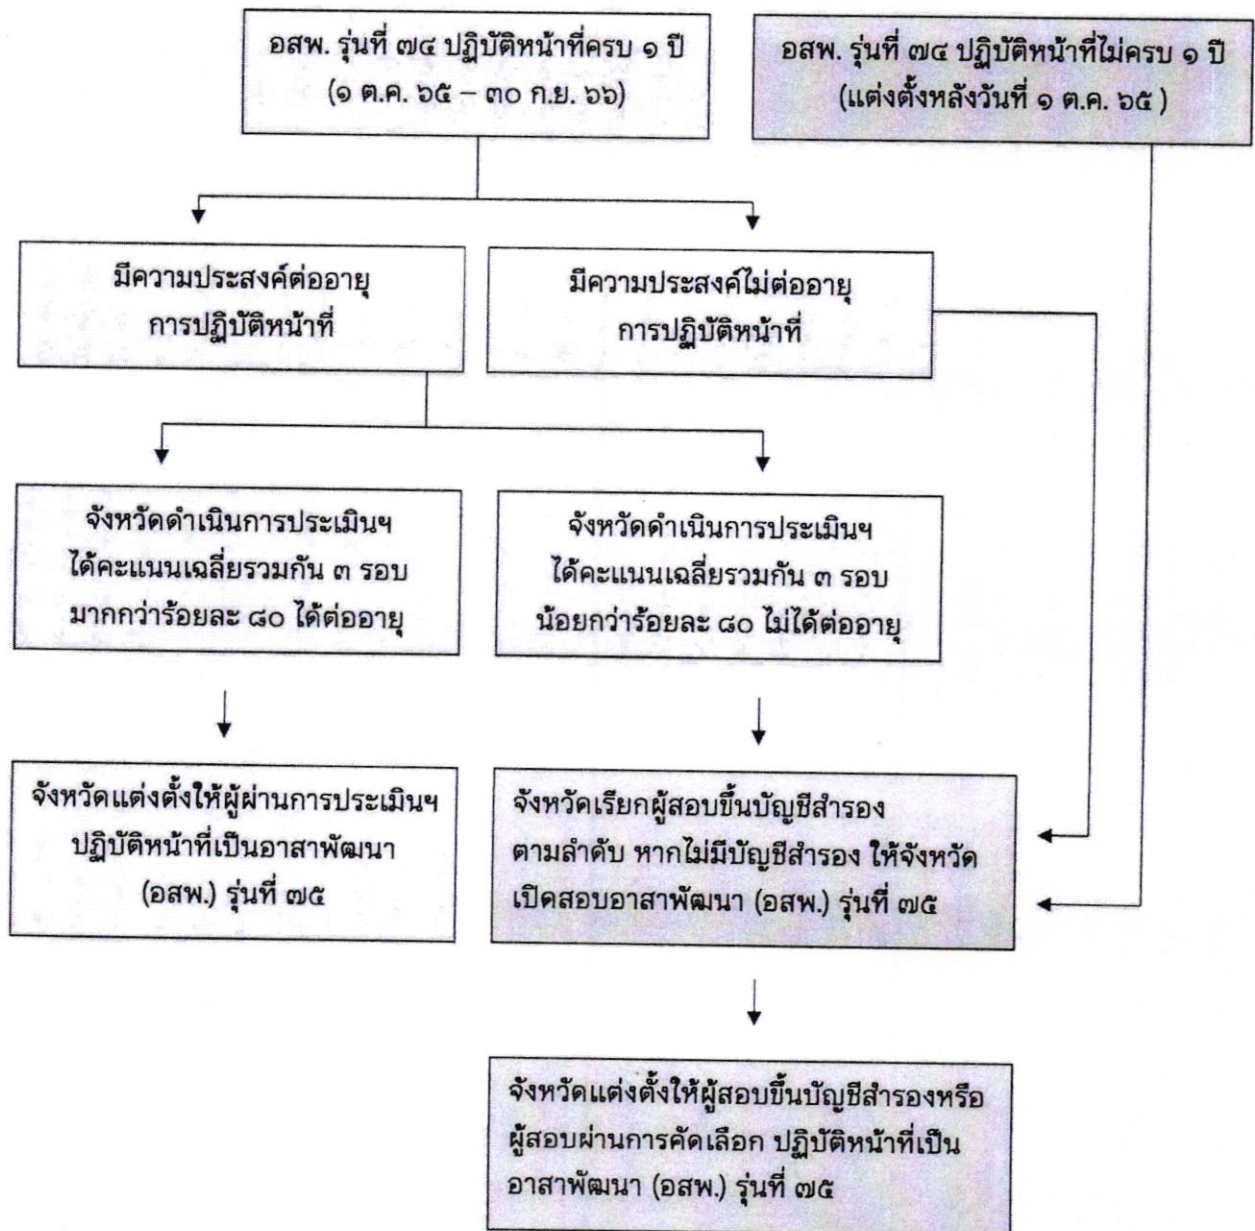 อสพ. รุ่นที่ ๗๔ ปฏิบัติหน้าที่ครบ ๑ ปี
(๑ ต.ค. ๖๕ – ๓๐ ก.ย. ๖๖)
อสพ. รุ่นที่ ๗๔ ปฏิบัติหน้าที่ไม่ครบ ๑ ปี
(แต่งตั้งหลังวันที่ ๑ ต.ค. ๖๕ )
มีความประสงค์ต่ออายุ
การปฏิบัติหน้าที่
มีความประสงค์ไม่ต่ออายุ
การปฏิบัติหน้าที่
จังหวัดดำเนินการประเมินฯ
ได้คะแนนเฉลี่ยรวมกัน ๓ รอบ
มากกว่าร้อยละ ๘๐ ได้ต่ออายุ
จังหวัดดำเนินการประเมินฯ
ได้คะแนนเฉลี่ยรวมกัน ๓ รอบ
น้อยกว่าร้อยละ ๘๐ ไม่ได้ต่ออายุ
จังหวัดแต่งตั้งให้ผู้ผ่านการประเมินฯ
ปฏิบัติหน้าที่เป็นอาสาพัฒนา
(อสพ.) รุ่นที่ ๗๕
จังหวัดเรียกผู้สอบขึ้นบัญชีสำรอง
ตามลำดับ หากไม่มีบัญชีสำรอง ให้จังหวัด
เปิดสอบอาสาพัฒนา (อสพ.) รุ่นที่ ๗๕
จังหวัดแต่งตั้งให้ผู้สอบขึ้นบัญชีสำรองหรือ
ผู้สอบผ่านการคัดเลือก ปฏิบัติหน้าที่เป็น
อาสาพัฒนา (อสพ.) รุ่นที่ ๗๕